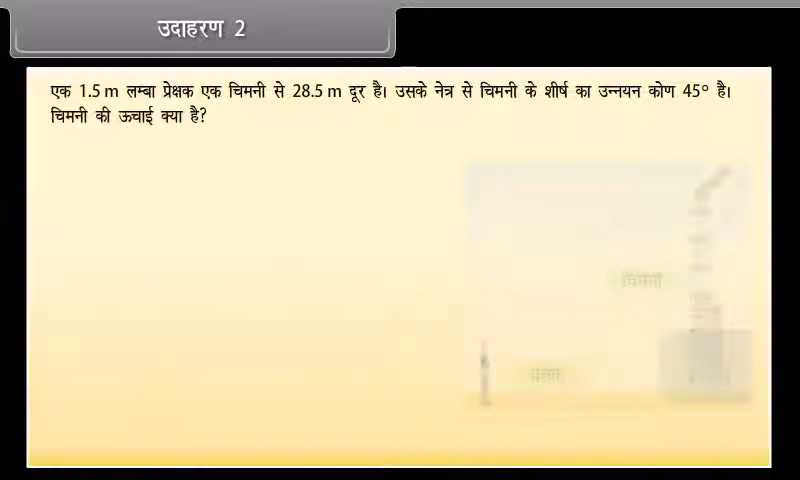 उदाहरण 2
एक 1.5 m लम्बा प्रेक्षक एक चिमनी से 28.5 m दूर है। उसके नेत्र से चिमनी के शीर्ष का उन्नयन कोण 45° है।
चिमनी की ऊचाई क्या है?